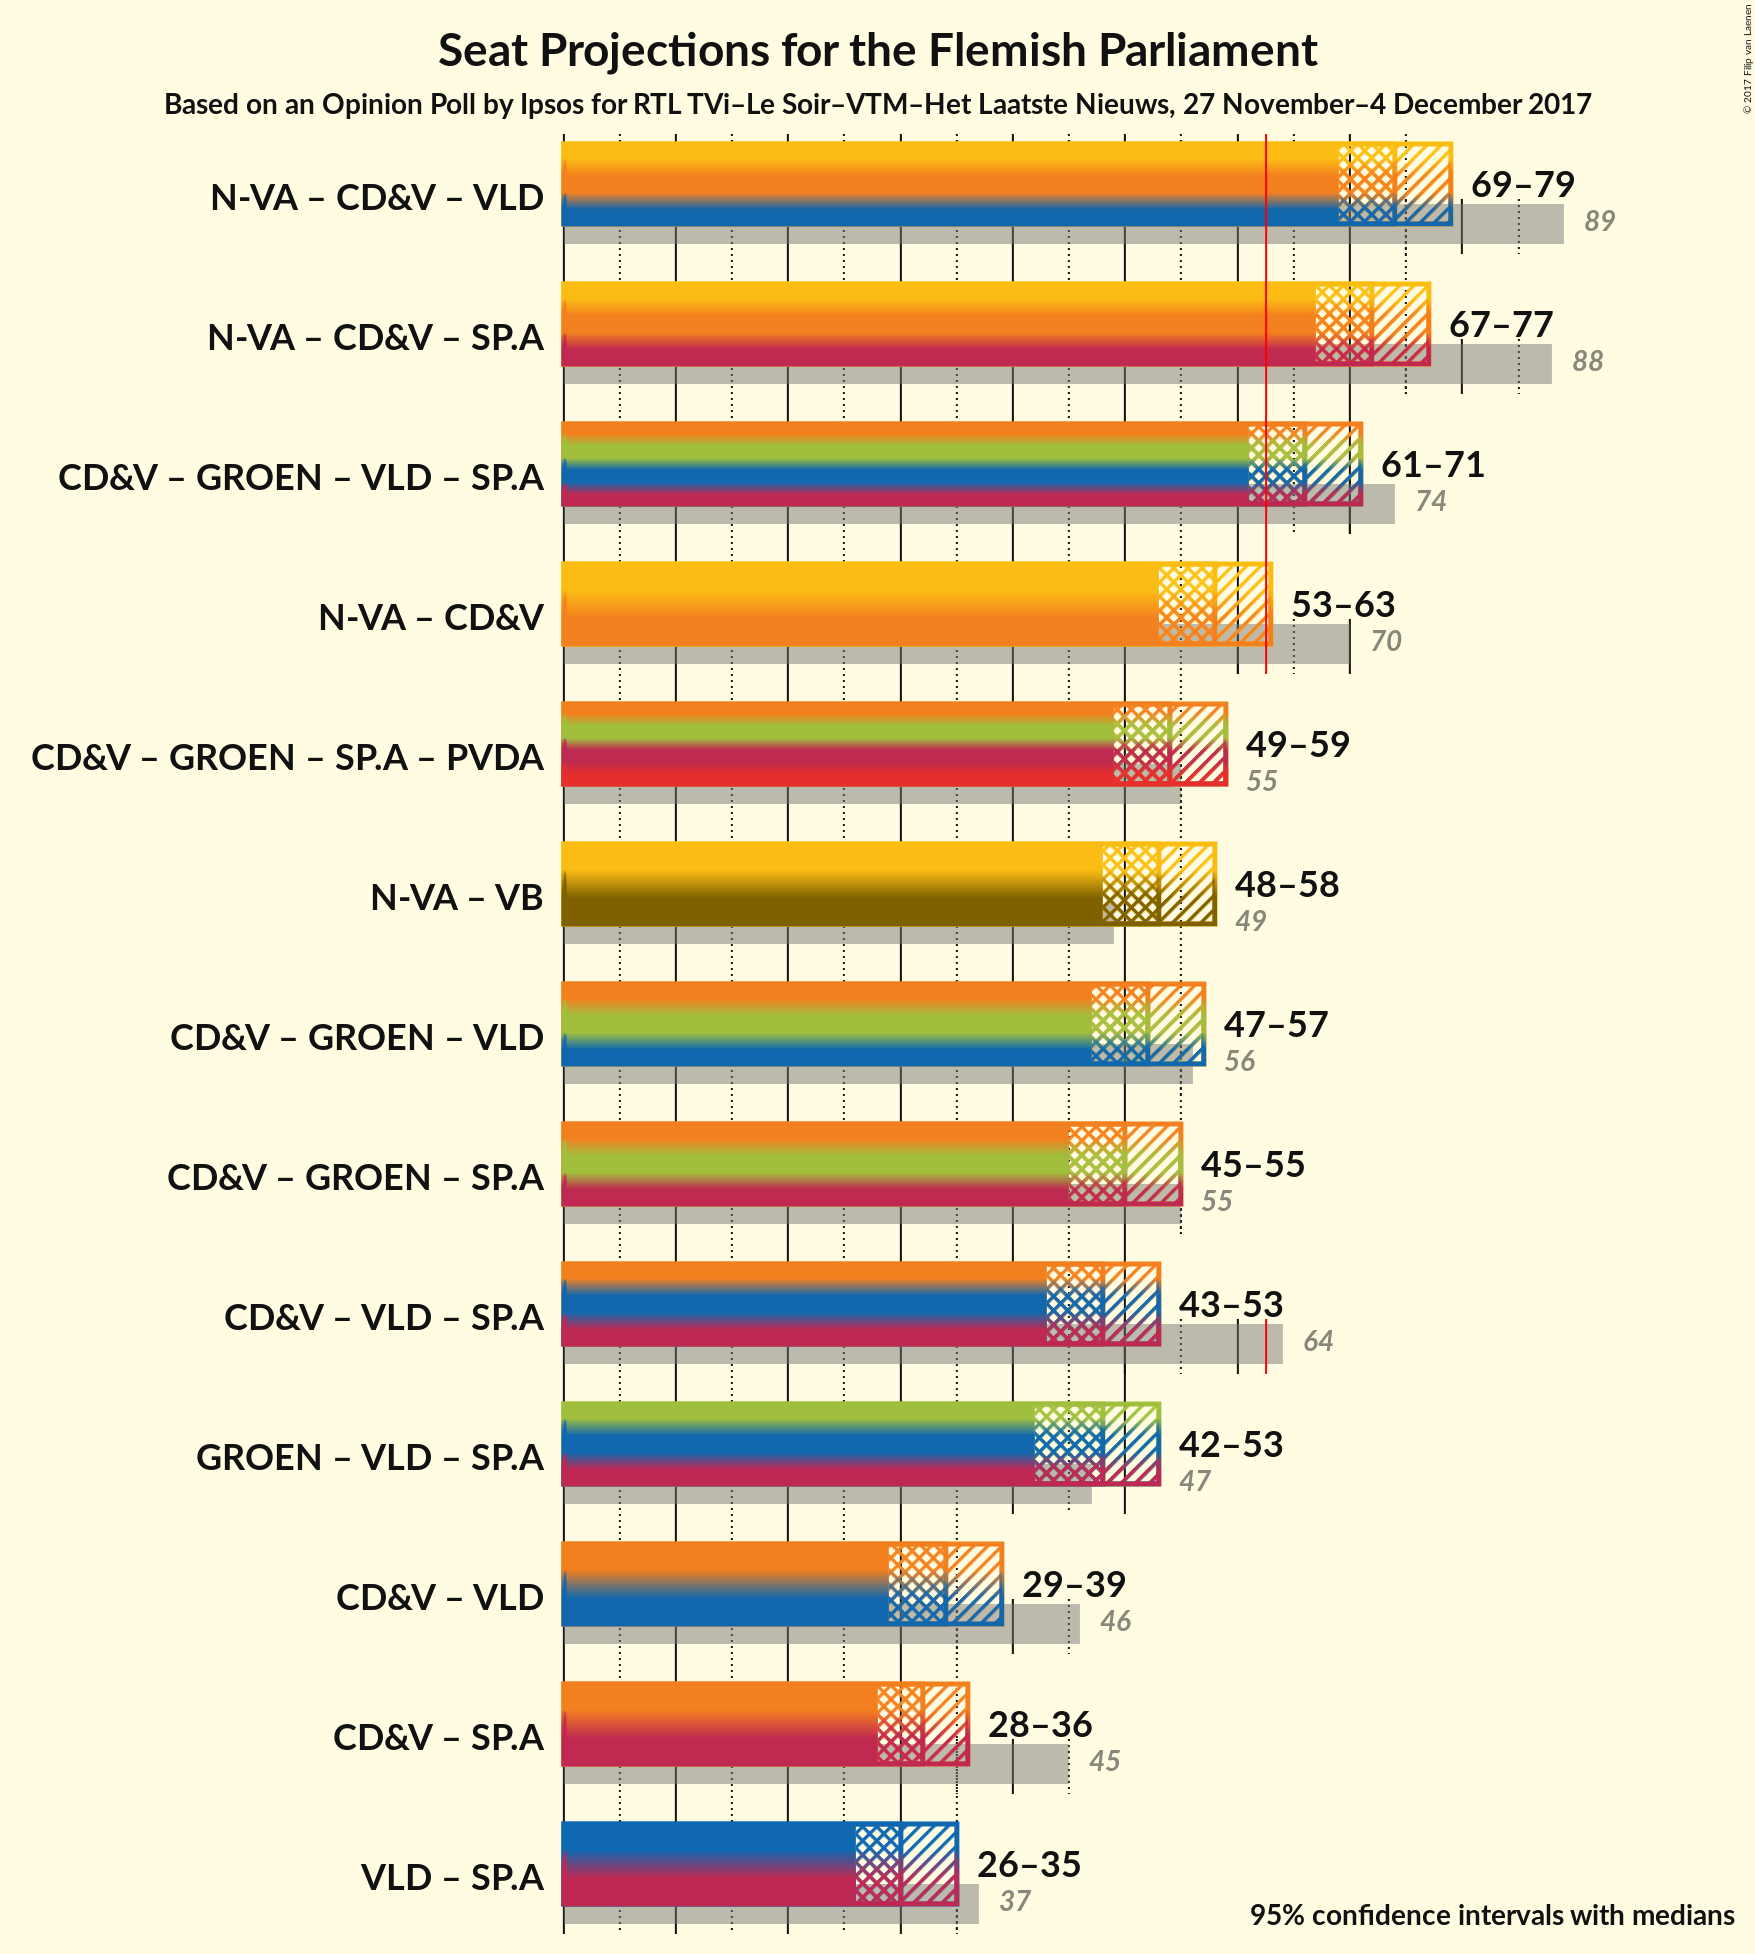 Seat Projections for the Flemish Parliament
Based on an Opinion Poll by Ipsos for RTL TVi–Le Soir–VTM–Het Laatste Nieuws, 27 November–4 December 2017
© 2017 Filip van Laenen
N-VA – CD&V – VLD
69–79
89
N-VA – CD&V – SP.A
67–77
88
CD&V – GROEN – VLD – SP.A
61–71
74
N-VA – CD&V
53–63
70
CD&V – GROEN – SP.A – PVDA
49–59
55
N-VA – VB
48–58
49
CD&V – GROEN – VLD
47–57
56
CD&V – GROEN – SP.A
45–55
55
CD&V – VLD – SP.A
43–53
64
GROEN – VLD – SP.A
42–53
47
CD&V – VLD
29–39
46
CD&V – SP.A
28–36
45
VLD – SP.A
26–35
37
95% confidence intervals with medians